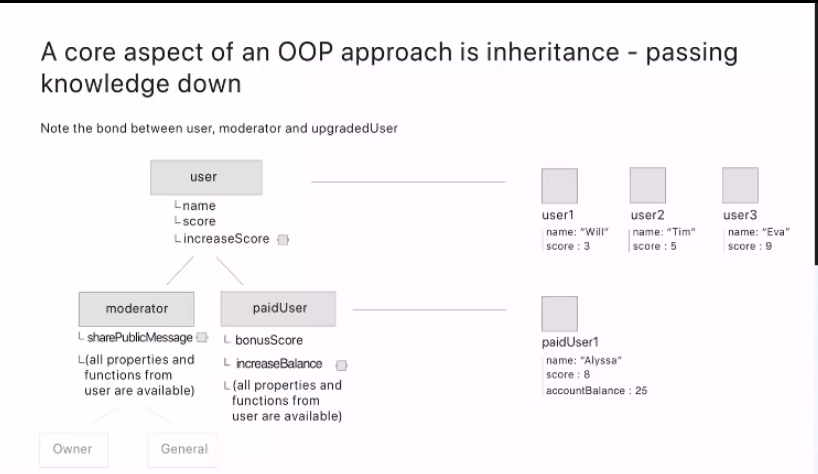 A core aspect of an OOP approach is inheritance - passing
knowledge down
Note the bond between user, moderator and upgradedUser
user
name
score
increaseScore
user1
name: "Will"
score : 3
user2
name: "Tim"
score : 5
user3
name: "Eva"
score : 9
moderator
sharePublicMessage
(all properties and
functions from
user are available)
paidUser
bonusScore
increaseBalance
(all properties and
functions from
user are available)
paidUser1
name: "Alyssa"
score : 8
accountBalance : 25
Owner
General